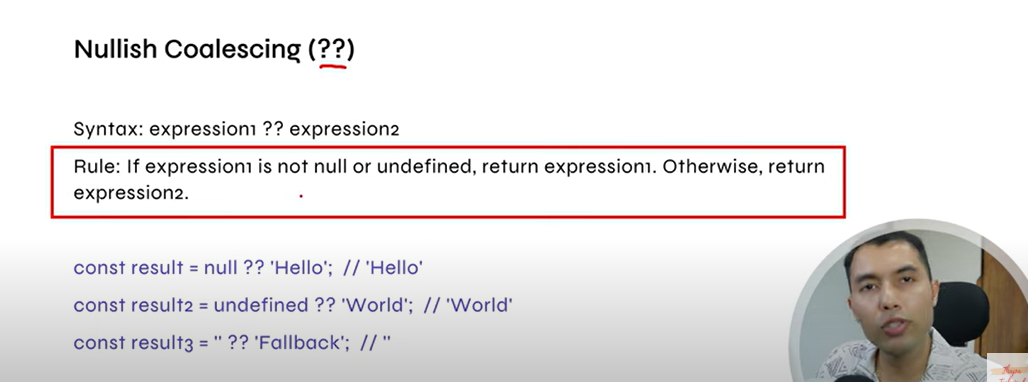 Nullish Coalescing (??)
Syntax: expression1 ?? expression2
Rule: If expression1 is not null or undefined, return expression1. Otherwise, return
expression2.
const result = null ?? 'Hello';  // 'Hello'
const result2 = undefined ?? 'World';  // 'World'
const result3 = '' ?? 'Fallback';  // ''